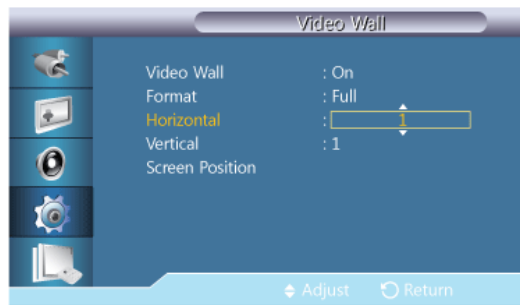 Video Wall
Video Wall : On
Format : Full
Horizontal : 1
Vertical : 1
Screen Position
Adjust Return